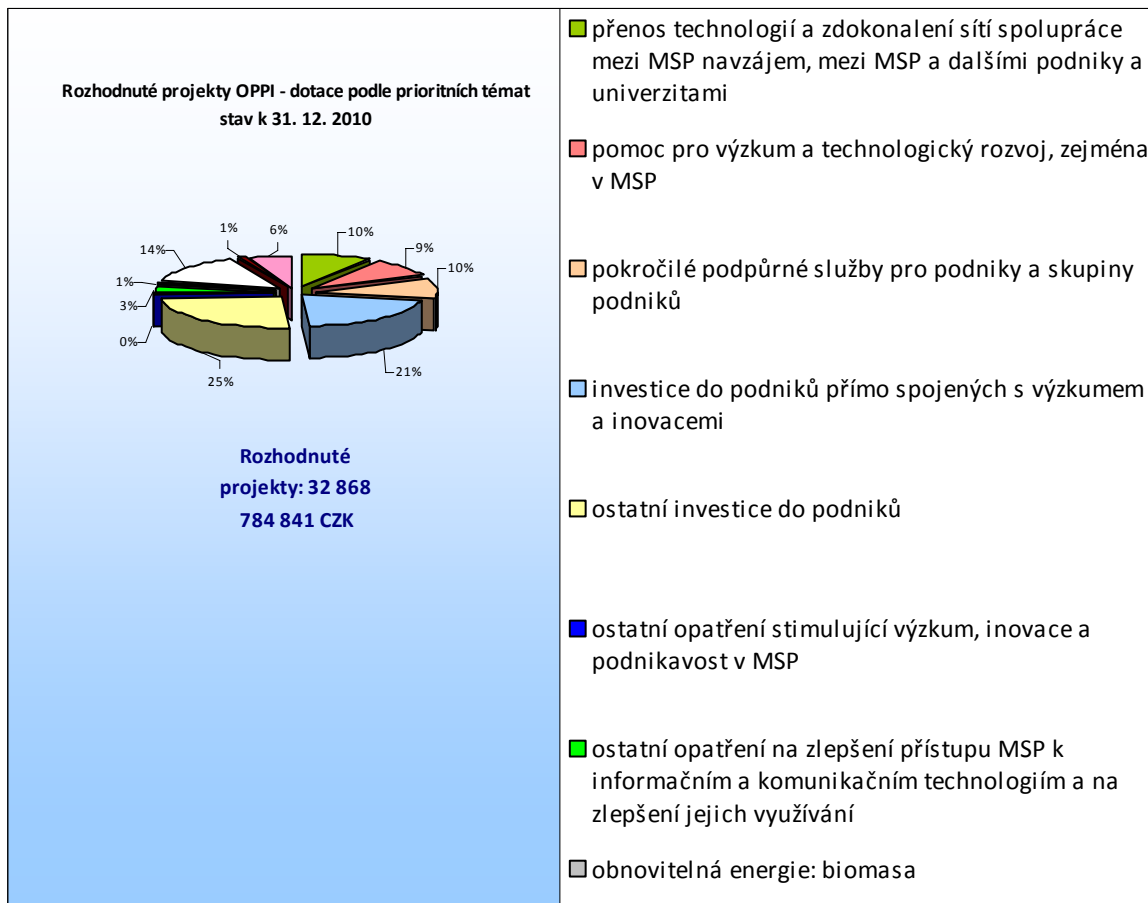 Rozhodnuté projekty OPPI - dotace podle prioritních témat
stav k 31. 12. 2010
1%
6%
10%
14%
9%
10%
1%
3%
0%
25%
21%
Rozhodnuté
projekty: 32 868
784 841 CZK
přenos technologií a zdokonalení sítí spolupráce
mezi MSP navzájem, mezi MSP a dalšími podniky a
univerzitami
pomoc pro výzkum a technologický rozvoj, zejména
v MSP
pokročilé podpůrné služby pro podniky a skupiny
podniků
investice do podniků přímo spojených s výzkumem
a inovacemi
ostatní investice do podniků
ostatní opatření stimulující výzkum, inovace a
podnikavost v MSP
ostatní opatření na zlepšení přístupu MSP k
informačním a komunikačním technologiím a na
zlepšení jejich využívání
obnovitelná energie: biomasa